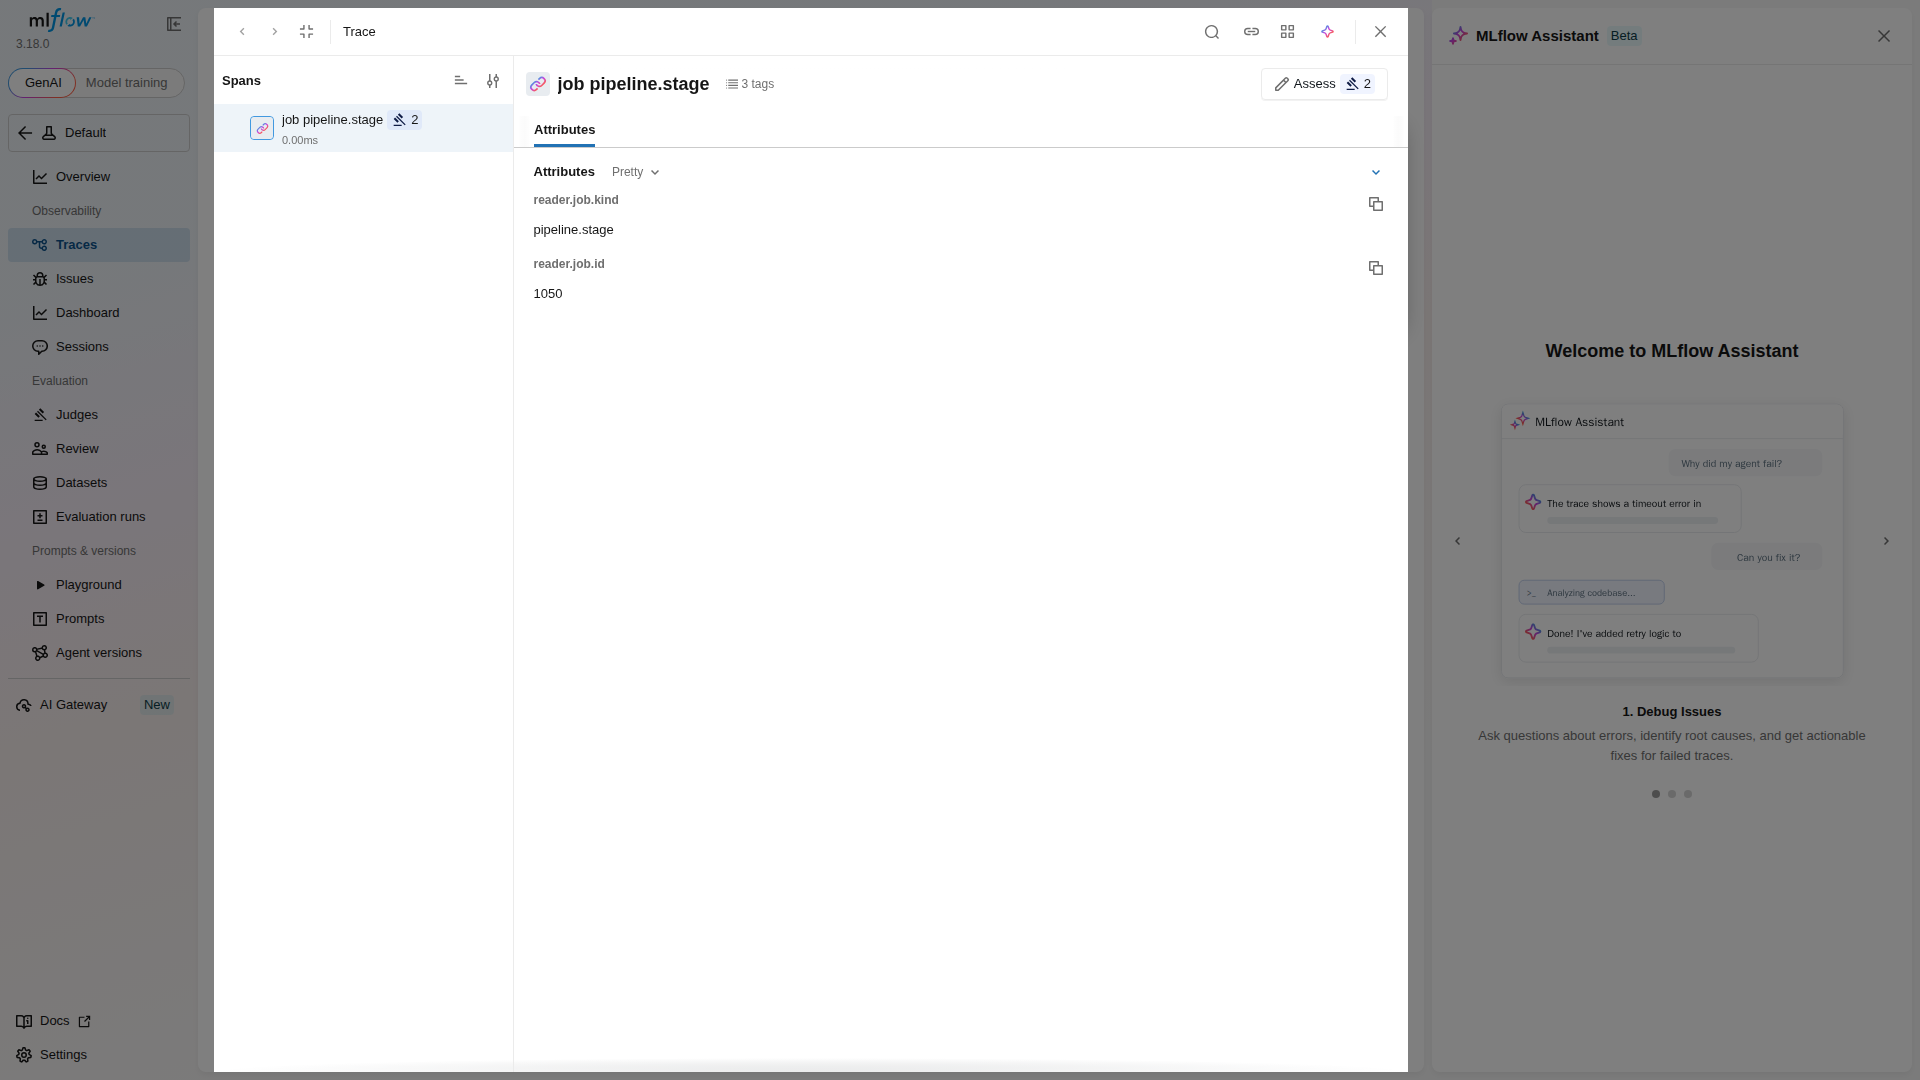 mlflow
3.18.0
GenAI
Model training
Default
Overview
Observability
Traces
Issues
Dashboard
Sessions
Evaluation
Judges
Review
Datasets
Evaluation runs
Prompts & versions
Playground
Prompts
Agent versions
AI Gateway
New
Docs
Settings
Trace
Spans
job pipeline.stage
2
0.00ms
job pipeline.stage
3 tags
Assess
2
Attributes
Attributes
Pretty
reader.job.kind
pipeline.stage
reader.job.id
1050
MLflow Assistant
Beta
Welcome to MLflow Assistant
MLflow Assistant
Why did my agent fail?
The trace shows a timeout error in
Can you fix it?
>_ Analyzing codebase...
Done! I've added retry logic to
1. Debug Issues
Ask questions about errors, identify root causes, and get actionable
fixes for failed traces.